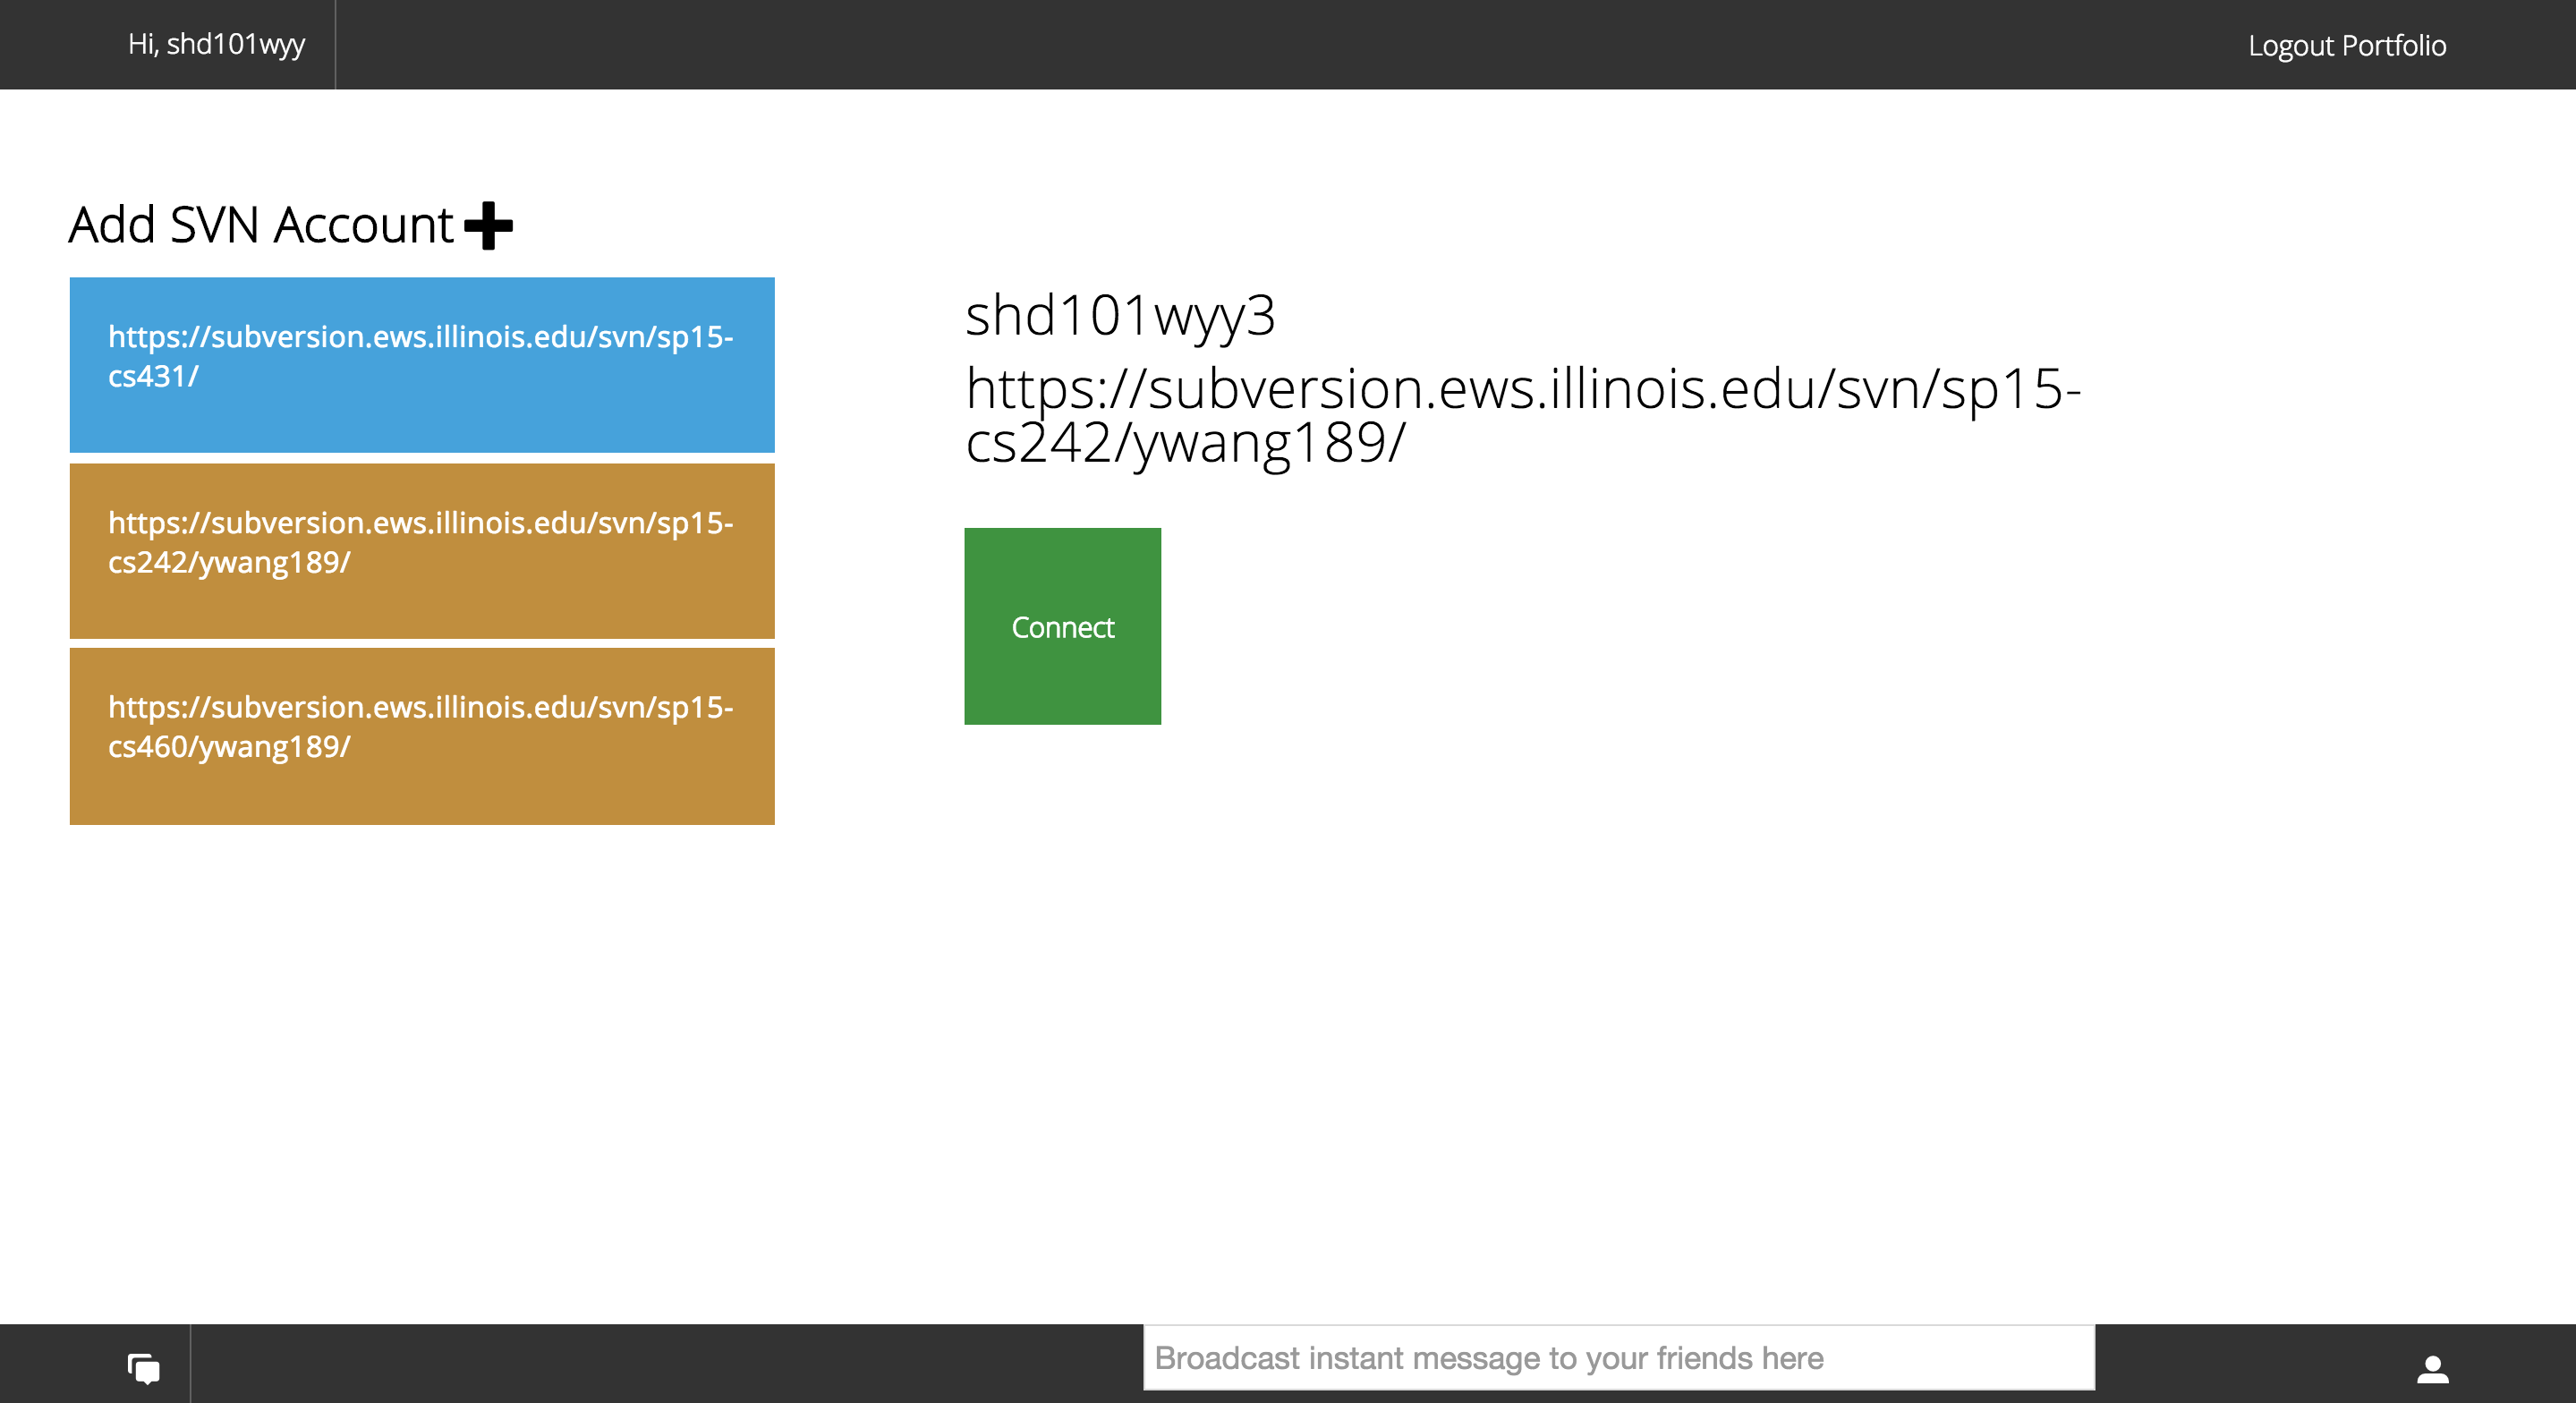 Hi, shd101wyy
Logout Portfolio
Add SVN Account
https://subversion.ews.illinois.edu/svn/sp15-
cs431/
https://subversion.ews.illinois.edu/svn/sp15-
cs242/ywang189/
https://subversion.ews.illinois.edu/svn/sp15-
cs460/ywang189/
shd101wyy3
https://subversion.ews.illinois.edu/svn/sp15-
cs242/ywang189/
Connect
Broadcast instant message to your friends here